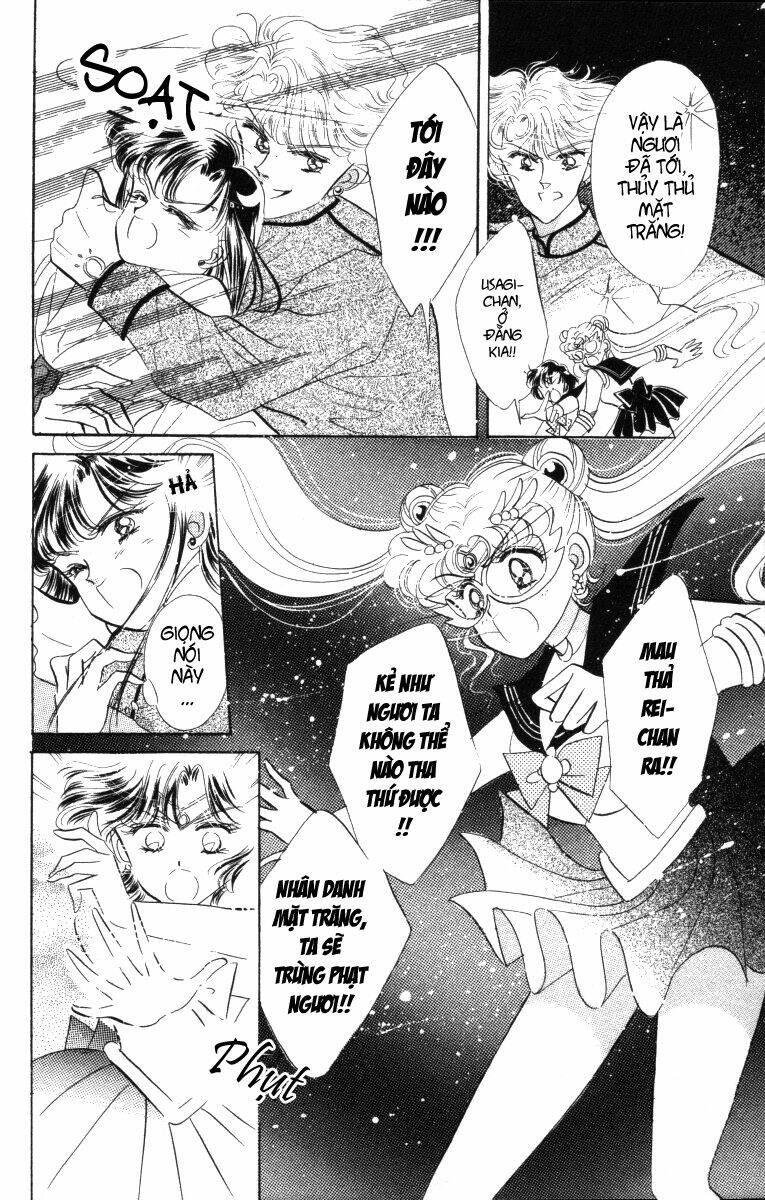 VẬY LÀ
NGƯƠI
ĐÃ TỚI,
THỦY THỦ
MẶT
TRĂNG!
USAGI-
CHAN,
Ở
ĐẰNG
KIA!!
TỚI
ĐÂY
NÀO
!!!
SOẠT
MAU
THẢ
REI-
CHAN
RA!!
KẺ NHƯ
NGƯƠI TA
KHÔNG THỂ
NÀO THA
THỨ ĐƯỢC
!!
NHÂN DANH
MẶT TRĂNG,
TA SẼ
TRỪNG PHẠT
NGƯƠI!!
HẢ
GIỌNG
NÓI
NÀY
...
Phụt